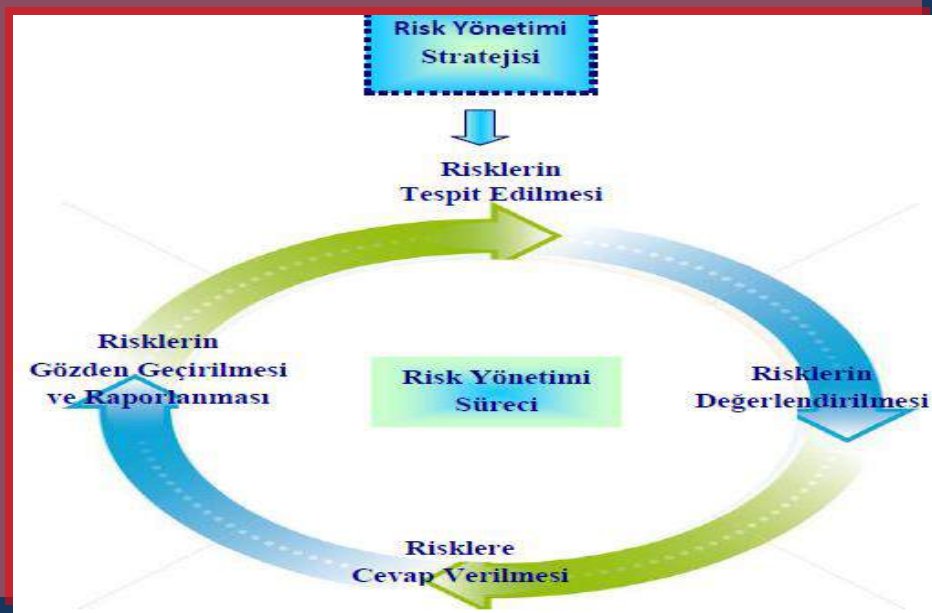 Risk Yönetimi
Stratejisi
Risklerin
Tespit Edilmesi
Risklerin
Gözden Geçirilmesi
ve Raporlanması
Risk Yönetimi
Süreci
Risklerin
Değerlendirilmesi
Risklere
Cevap Verilmesi